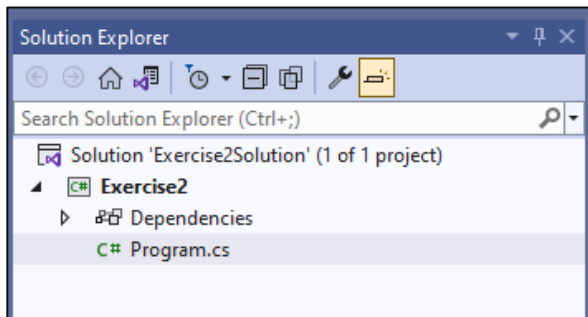 Solution Explorer
Search Solution Explorer (Ctrl+;)
Solution 'Exercise2Solution' (1 of 1 project)
C# Exercise2
Dependencies
C# Program.cs